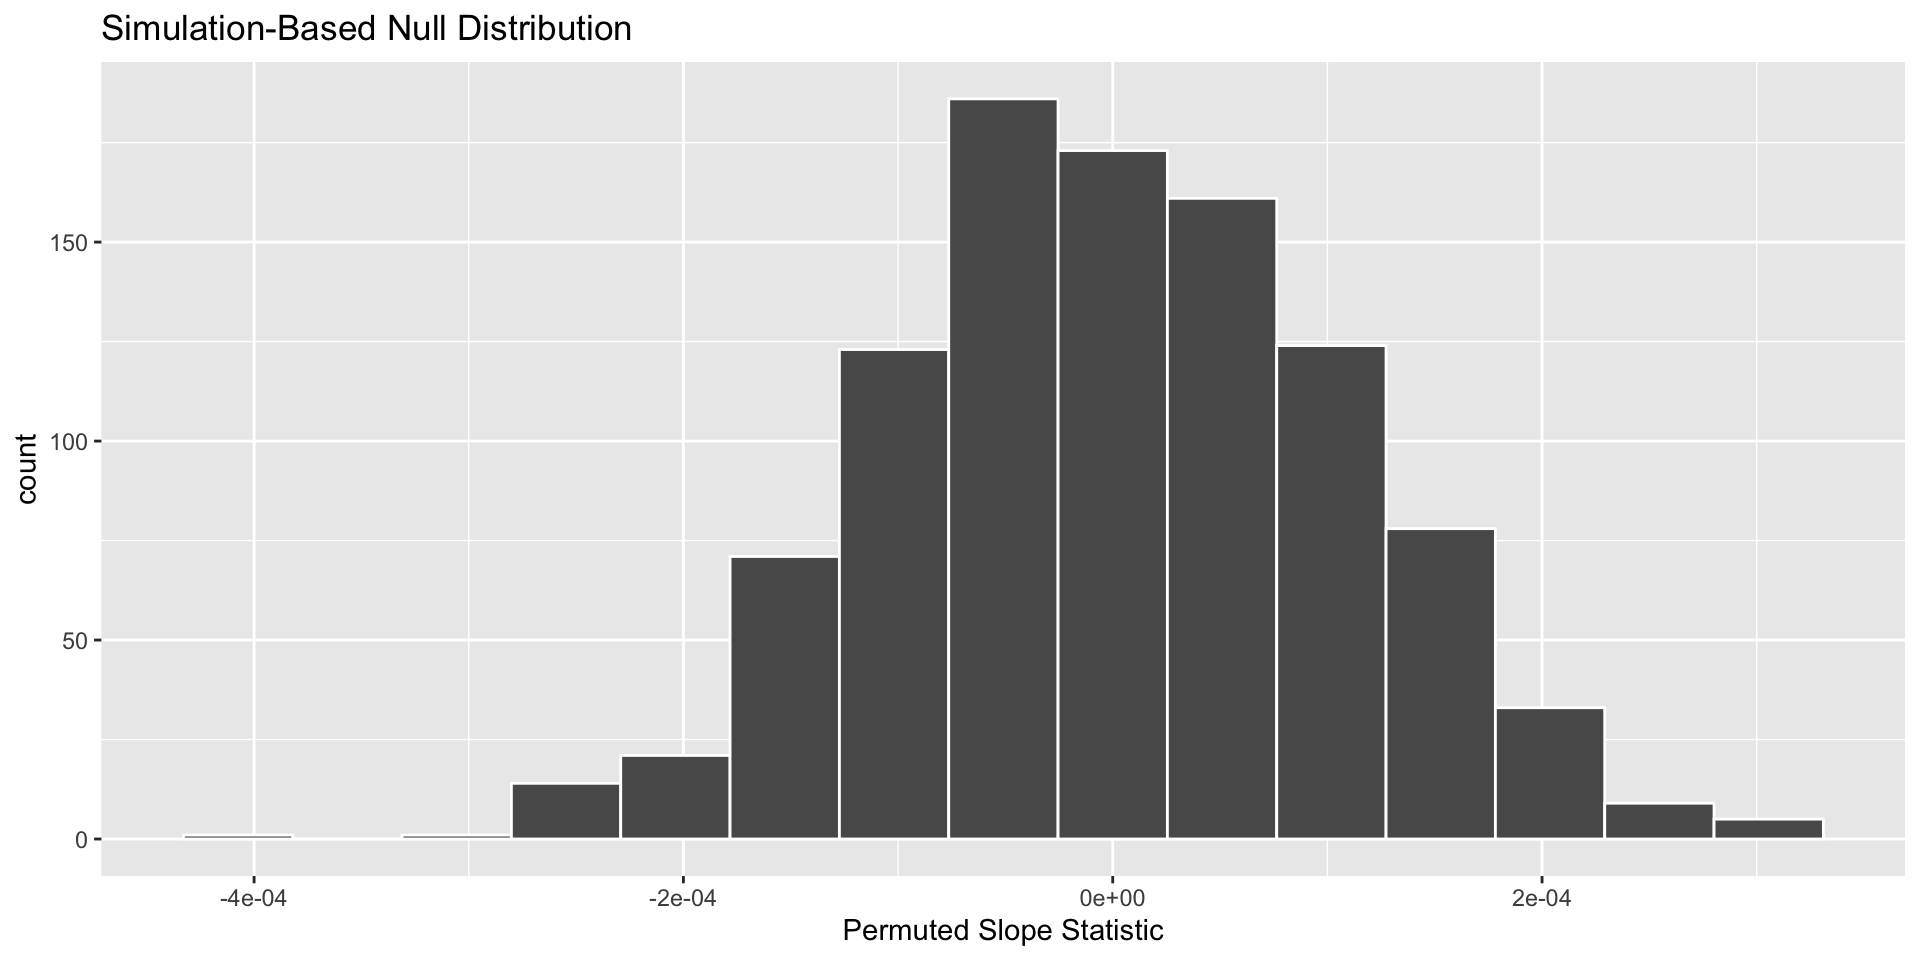 Simulation-Based Null Distribution
150
100
50
0
count
-4e-04
-2e-04
0e+00
2e-04
Permuted Slope Statistic